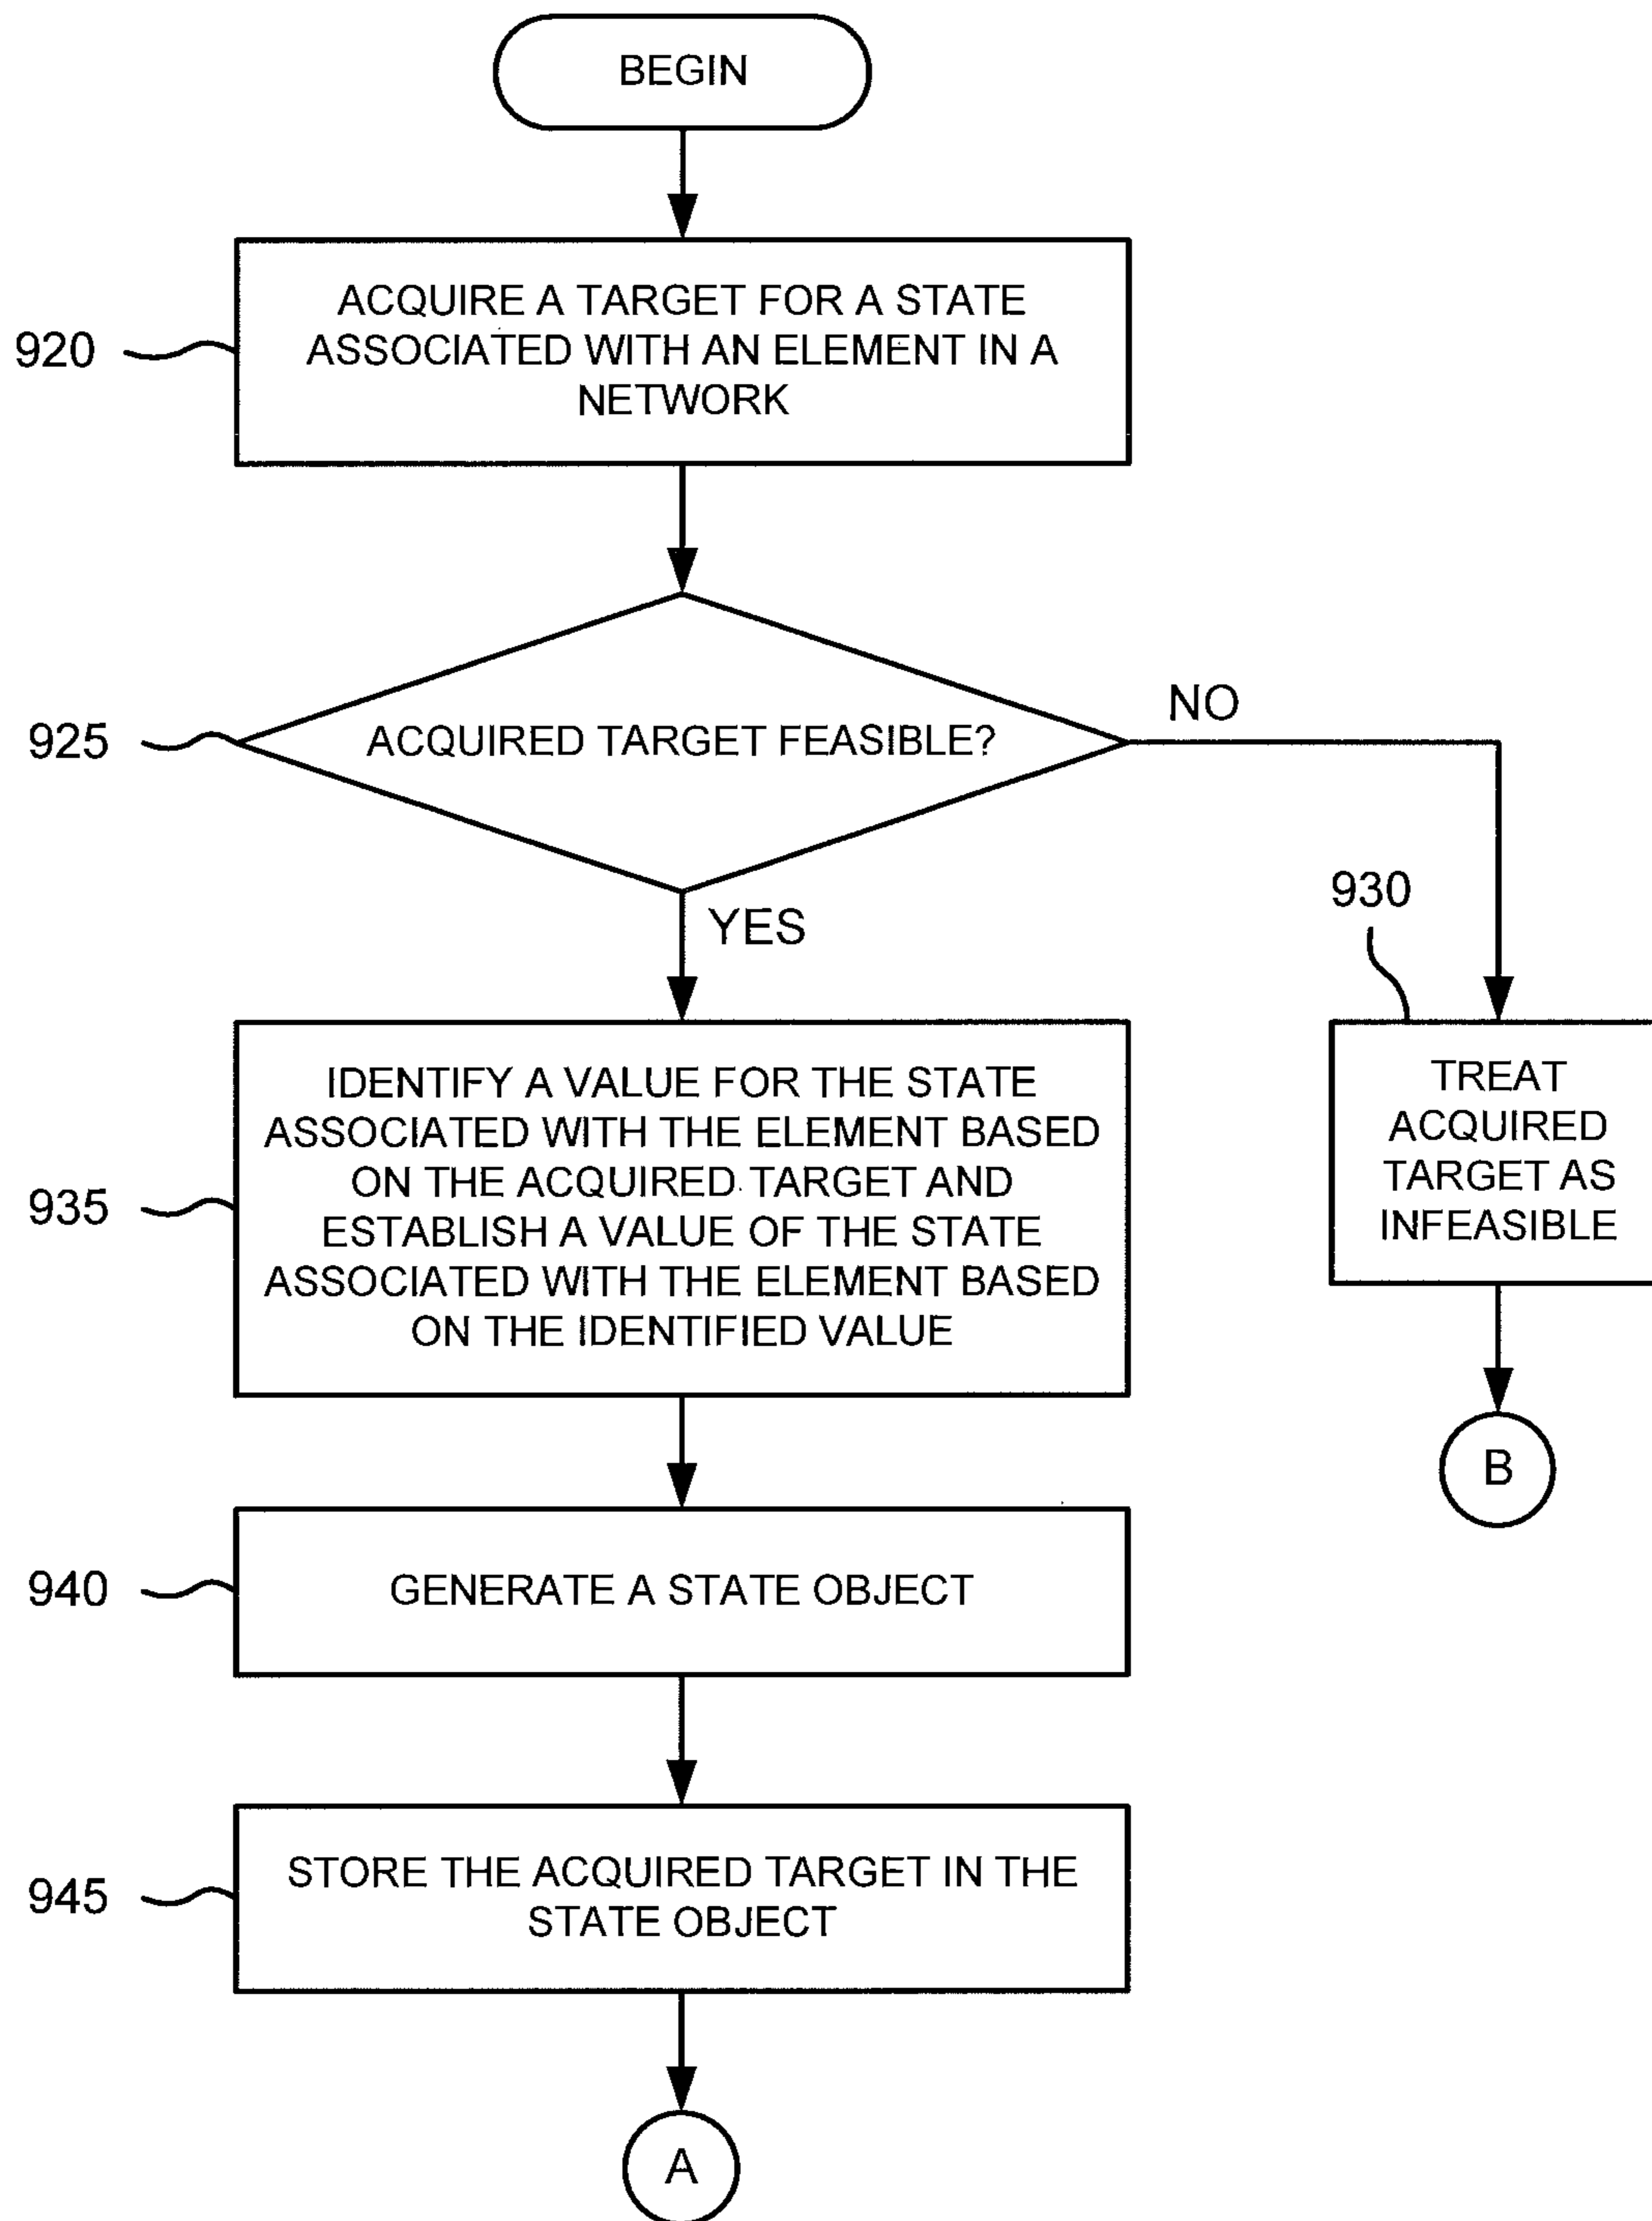 BEGIN
920
ACQUIRE A TARGET FOR A STATE
ASSOCIATED WITH AN ELEMENT IN A
NETWORK
925
ACQUIRED TARGET FEASIBLE?
NO
YES
930
935
IDENTIFY A VALUE FOR THE STATE
ASSOCIATED WITH THE ELEMENT BASED
ON THE ACQUIRED TARGET AND
ESTABLISH A VALUE OF THE STATE
ASSOCIATED WITH THE ELEMENT BASED
ON THE IDENTIFIED VALUE
TREAT
ACQUIRED
TARGET AS
INFEASIBLE
B
940
GENERATE A STATE OBJECT
945
STORE THE ACQUIRED TARGET IN THE
STATE OBJECT
A